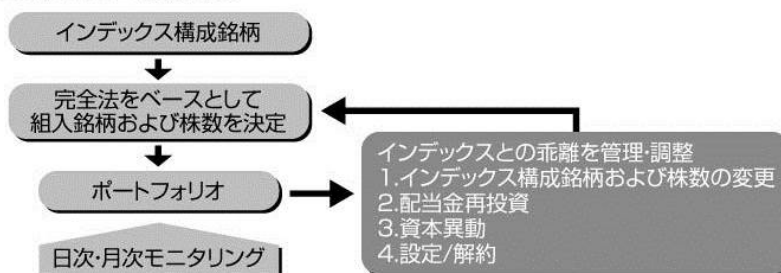 インデックス構成銘柄
完全法をベースとして
組入銘柄および株数を決定
ポートフォリオ
日次・月次モニタリング
インデックスとの乖離を管理・調整
1.インデックス構成銘柄および株数の変更
2.配当金再投資
3.資本異動
4.設定/解約